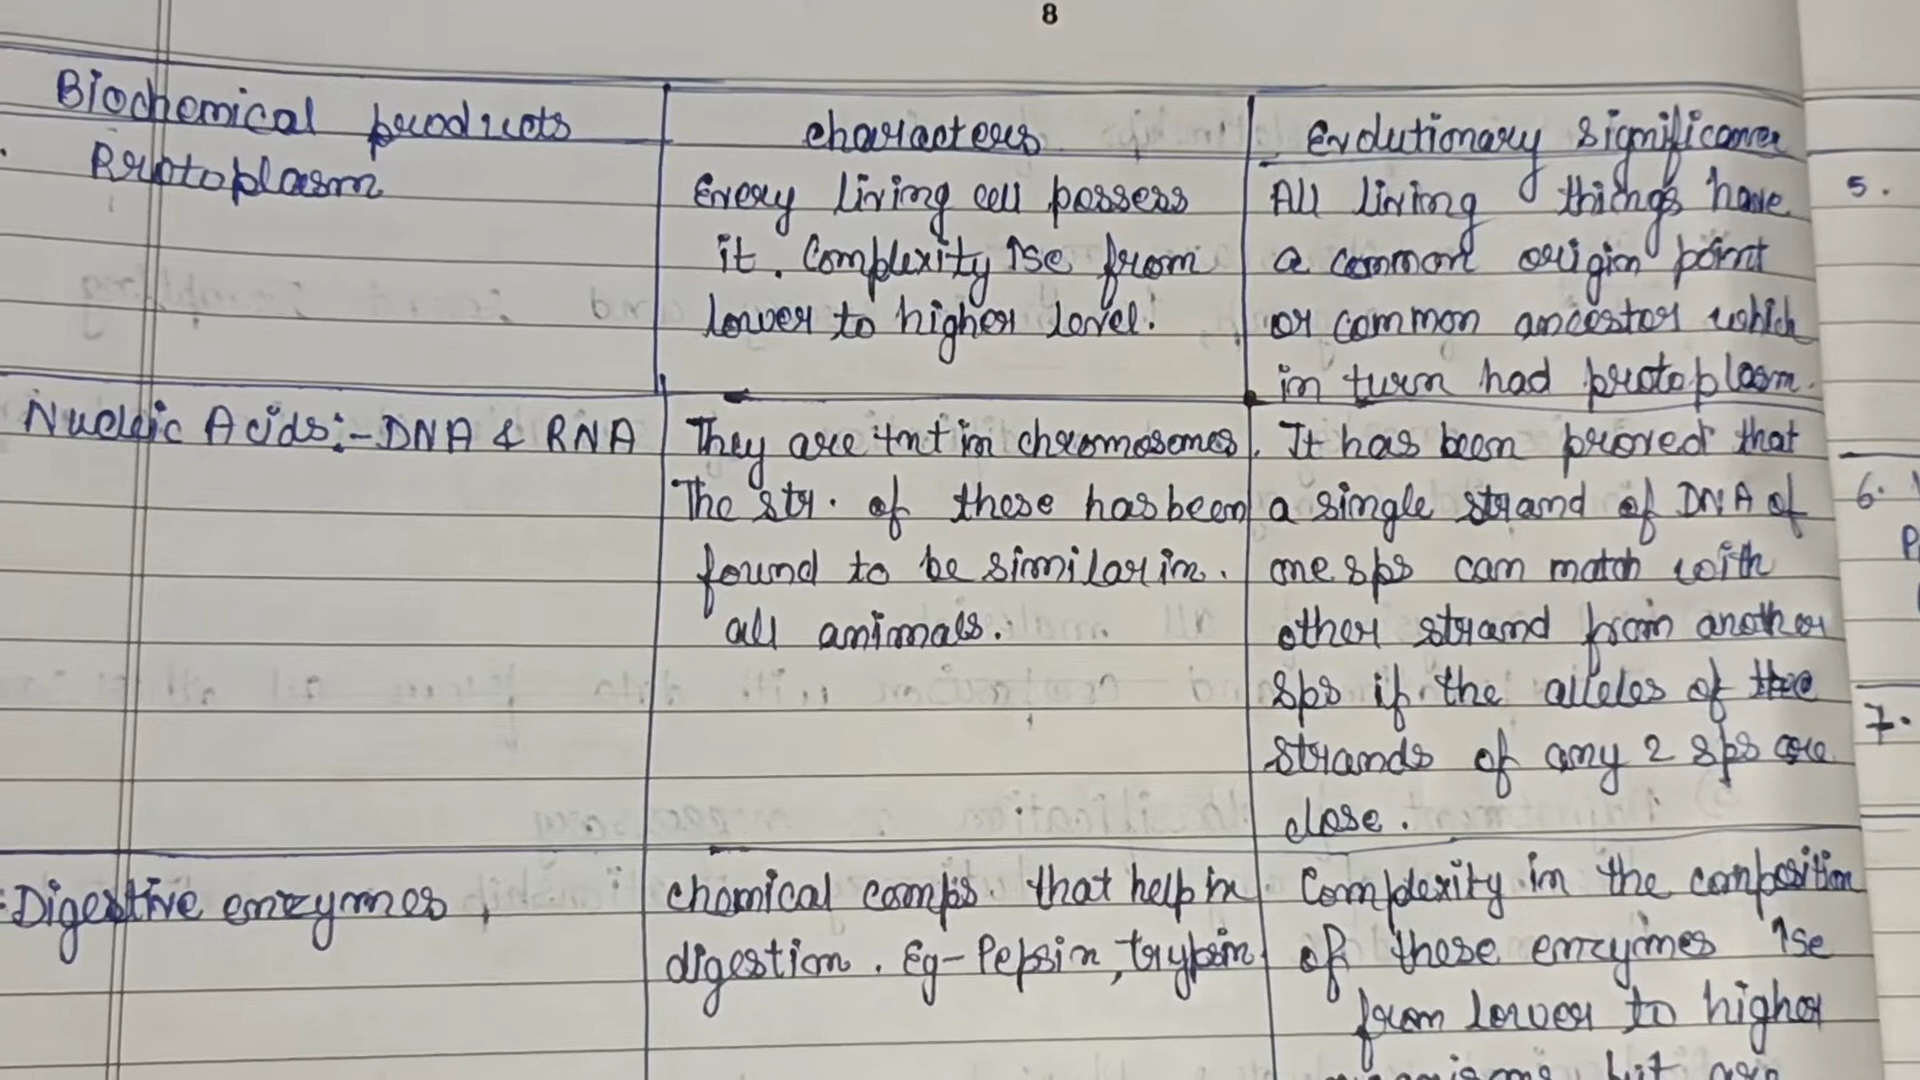 8
Biochemical products
characters
Evolutionary significance
Protoplasm
Every living cell possess
it. Complexity ↑se from
lower to higher level.
All living things have
a common origin point
or common ancestor which
in turn had protoplasm.
Nucleic Acids:- DNA & RNA
They are in chromosomes.
The str. of these has been
found to be similar in.
all animals.
It has been proved that
a single strand of DNA of
one sps can match with
other strand from another
sps if the alleles of the
strands of any 2 sps are
close.
Digestive enzymes,
chemical comps. that help in
digestion. Eg- Pepsin, trypsin
Complexity in the composition
of these enzymes ↑se
from lower to higher
but
5.
6.
7.